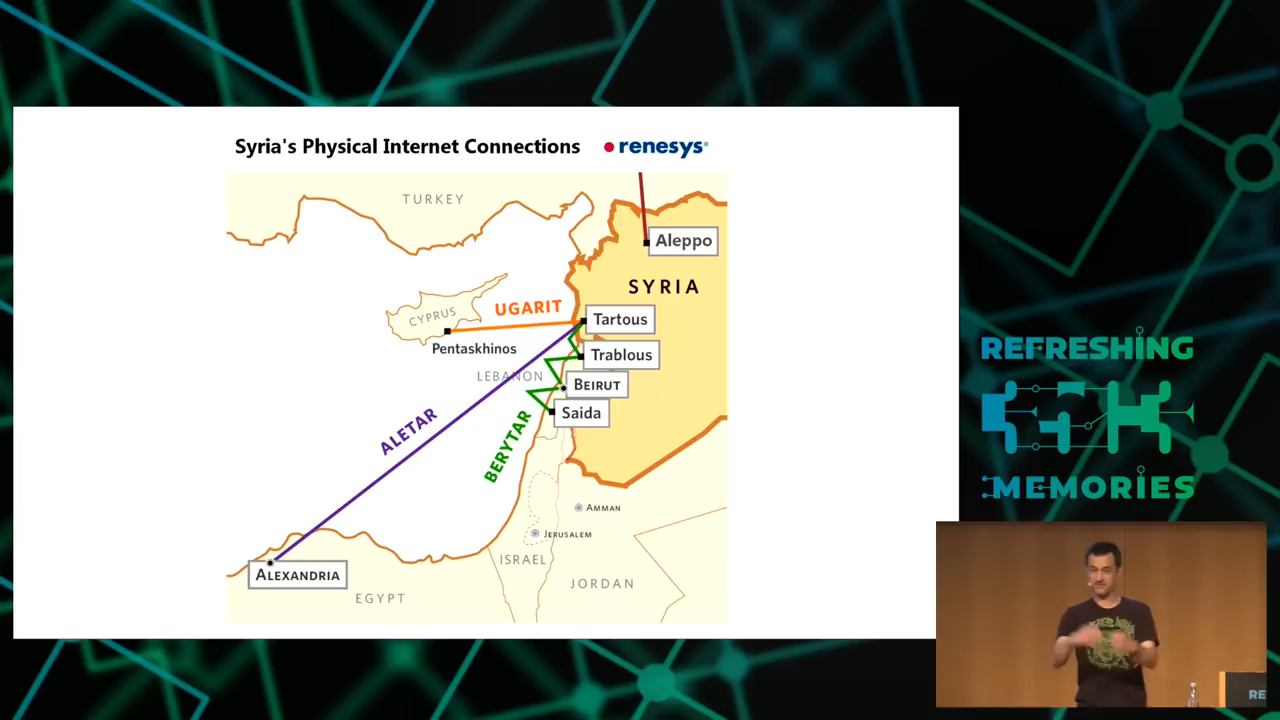 Syria's Physical Internet Connections
renesys
TURKEY
Aleppo
SYRIA
CYPRUS
UGARIT
Tartous
Pentaskhinos
Trablous
LEBANON
BEIRUT
Saida
ALETAR
BERYTAR
AMMAN
JERUSALEM
ISRAEL
ALEXANDRIA
JORDAN
EGYPT
REFRESHING
MEMORIES
RE